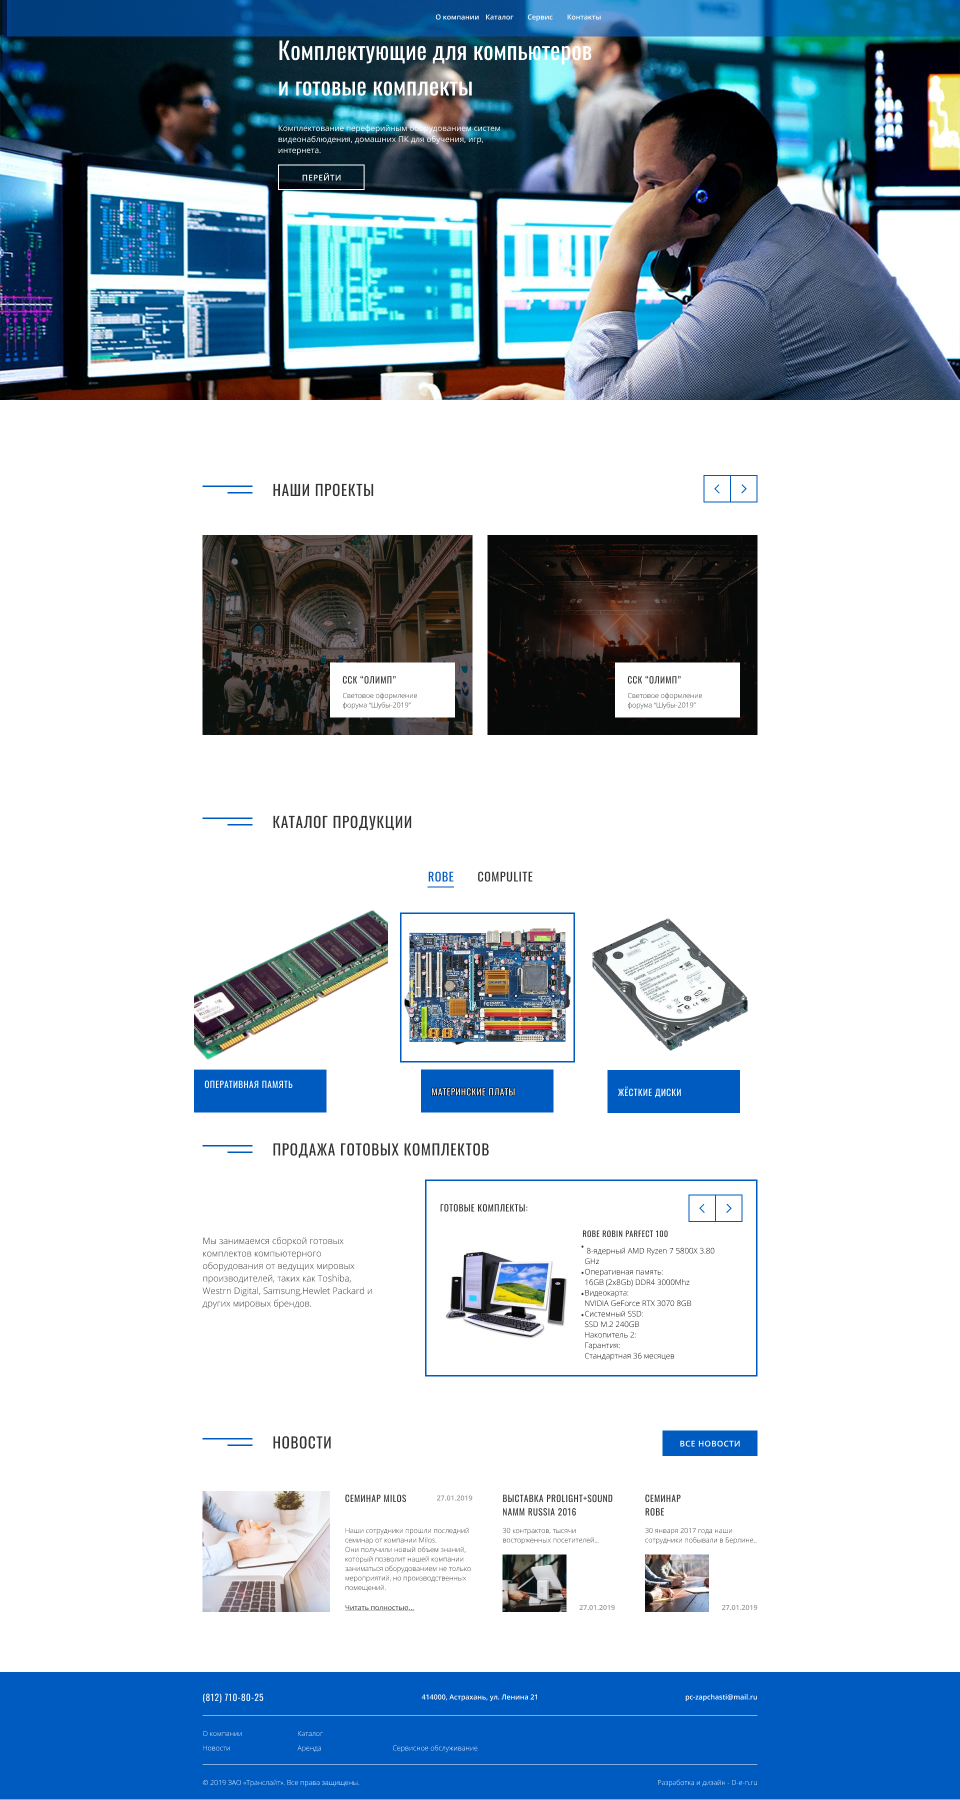 О компании Каталог Сервис Контакты
Комплектующие для компьютеров
и готовые комплекты
Комплектование переферийным оборудованием систем
видеонаблюдения, домашних ПК для обучения, игр,
интернета.
ПЕРЕЙТИ
НАШИ ПРОЕКТЫ
ССК "ОЛИМП"
Световое оформление
форума "Шубы-2019"
ССК "ОЛИМП"
Световое оформление
форума "Шубы-2019"
КАТАЛОГ ПРОДУКЦИИ
ROBE COMPULITE
ОПЕРАТИВНАЯ ПАМЯТЬ
МАТЕРИНСКИЕ ПЛАТЫ
ЖЁСТКИЕ ДИСКИ
ПРОДАЖА ГОТОВЫХ КОМПЛЕКТОВ
Мы занимаемся сборкой готовых
комплектов компьютерного
оборудования от ведущих мировых
производителей, таких как Toshiba,
Westrn Digital, Samsung,Hewlet Packard и
других мировых брендов.
ГОТОВЫЕ КОМПЛЕКТЫ:
ROBE ROBIN PARFECT 100
• 8-ядерный AMD Ryzen 7 5800X 3.80
GHz
•Оперативная память:
16GB (2x8Gb) DDR4 3000Mhz
•Видеокарта:
NVIDIA GeForce RTX 3070 8GB
•Системный SSD:
SSD M.2 240GB
Накопитель 2:
Гарантия:
Стандартная 36 месяцев
НОВОСТИ
ВСЕ НОВОСТИ
СЕМИНАР MILOS 27.01.2019
Наши сотрудники прошли последний
семинар от компании Milos.
Они получили новый объем знаний,
который позволит нашей компании
заниматься оборудованием не только
мероприятий, но производственных
помещений.
Читать полностью...
ВЫСТАВКА PROLIGHT+SOUND
NAMM RUSSIA 2016
30 контрактов, тысячи
восторженных посетителей...
27.01.2019
СЕМИНАР
ROBE
30 января 2017 года наши
сотрудники побывали в Берлине..
27.01.2019
(812) 710-80-25
414000, Астрахань, ул. Ленина 21
pc-zapchasti@mail.ru
О компании Каталог
Новости Аренда Сервисное обслуживание
© 2019 ЗАО «Транслайт». Все права защищены.
Разработка и дизайн - D-e-n.ru